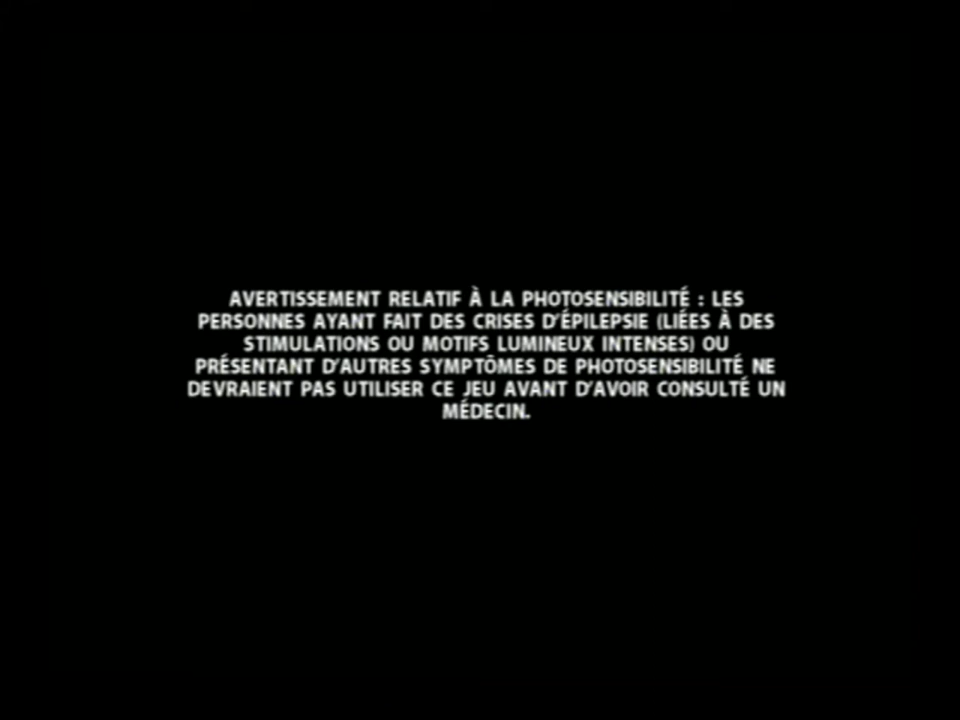 AVERTISSEMENT RELATIF À LA PHOTOSENSIBILITÉ : LES
PERSONNES AYANT FAIT DES CRISES D'ÉPILEPSIE (LIÉES À DES
STIMULATIONS OU MOTIFS LUMINEUX INTENSES) OU
PRÉSENTANT D'AUTRES SYMPTÔMES DE PHOTOSENSIBILITÉ NE
DEVRAIENT PAS UTILISER CE JEU AVANT D'AVOIR CONSULTÉ UN
MÉDECIN.